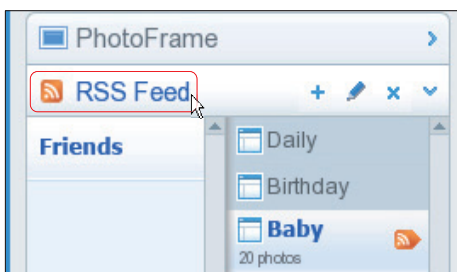 PhotoFrame
RSS Feed
Friends
Daily
Birthday
Baby
20 photos